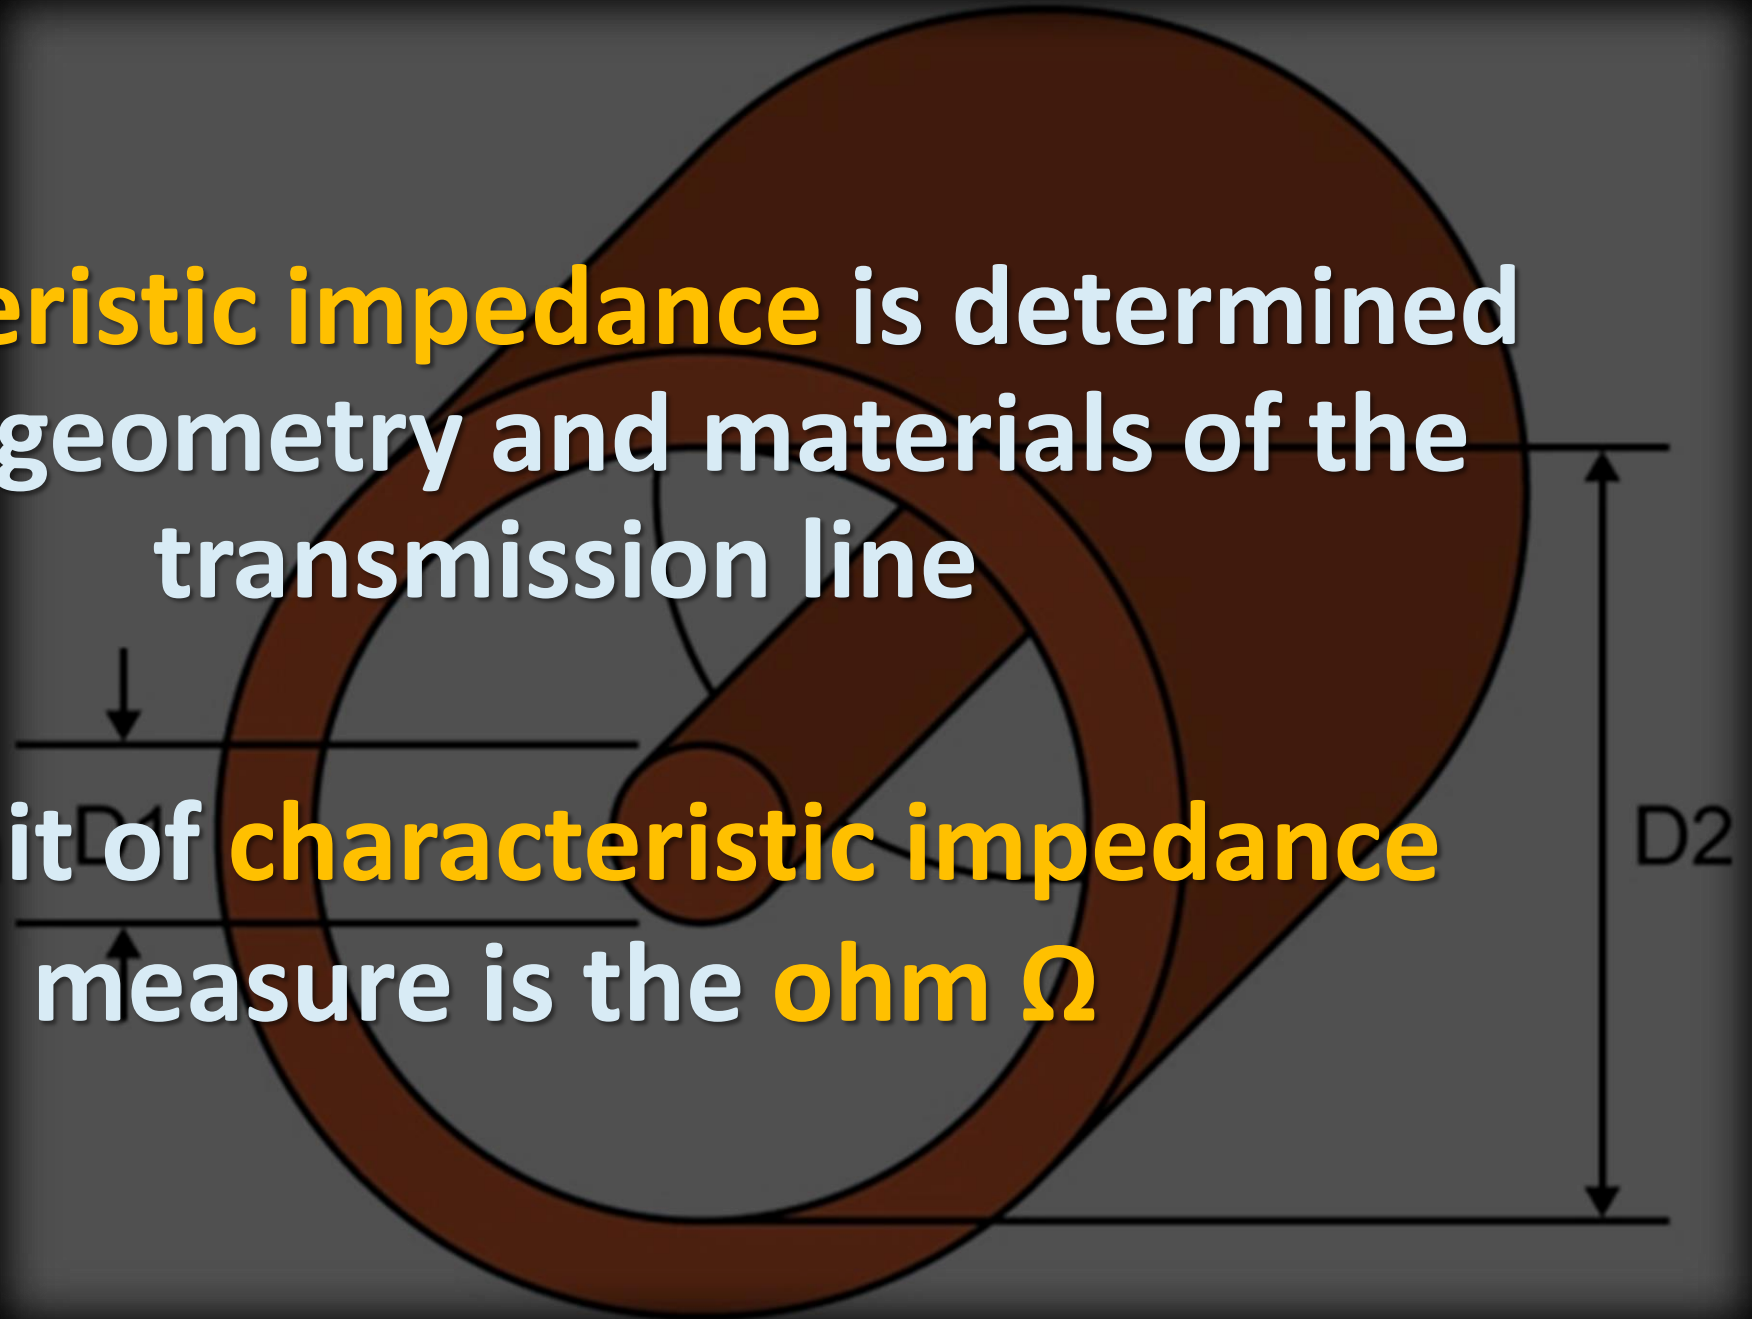 eristic impedance is determined
geometry and materials of the
transmission line
D1
it of characteristic impedance
D2
measure is the ohm Ω